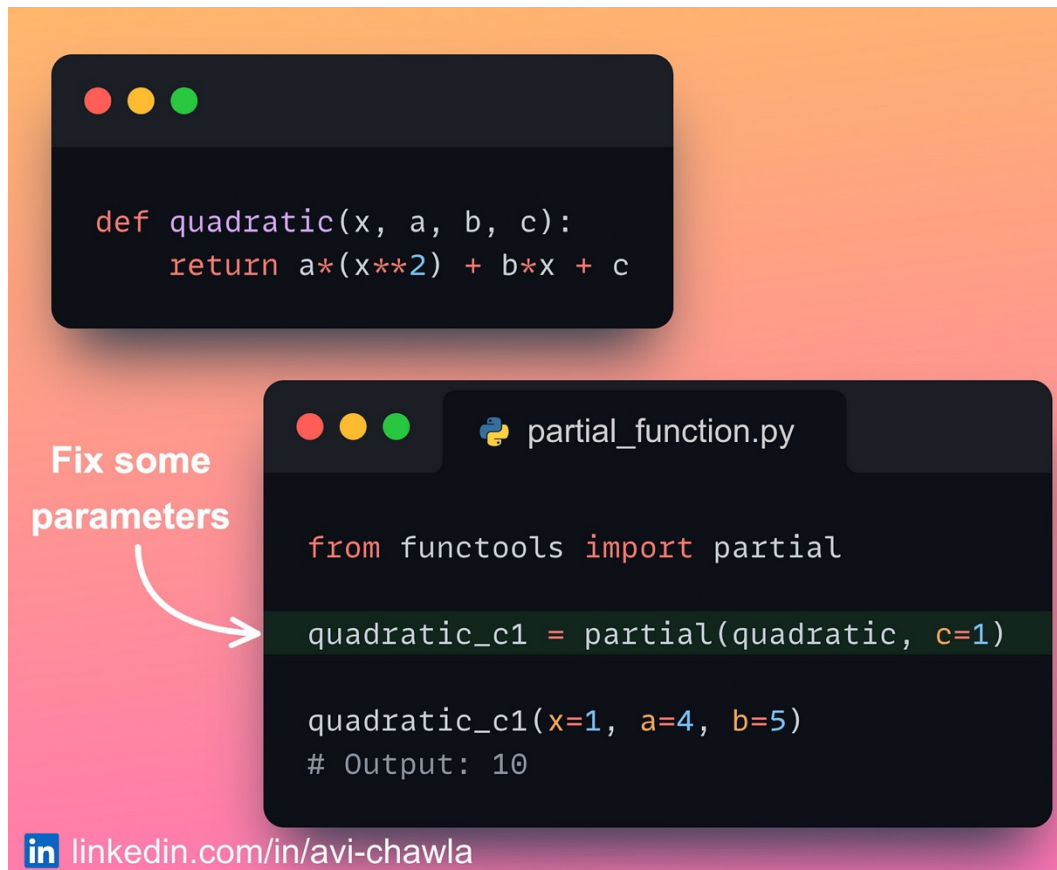 def quadratic(x, a, b, c):
    return a*(x**2) + b*x + c
Fix some
parameters
partial_function.py
from functools import partial
quadratic_c1 = partial(quadratic, c=1)
quadratic_c1(x=1, a=4, b=5)
# Output: 10
in linkedin.com/in/avi-chawla